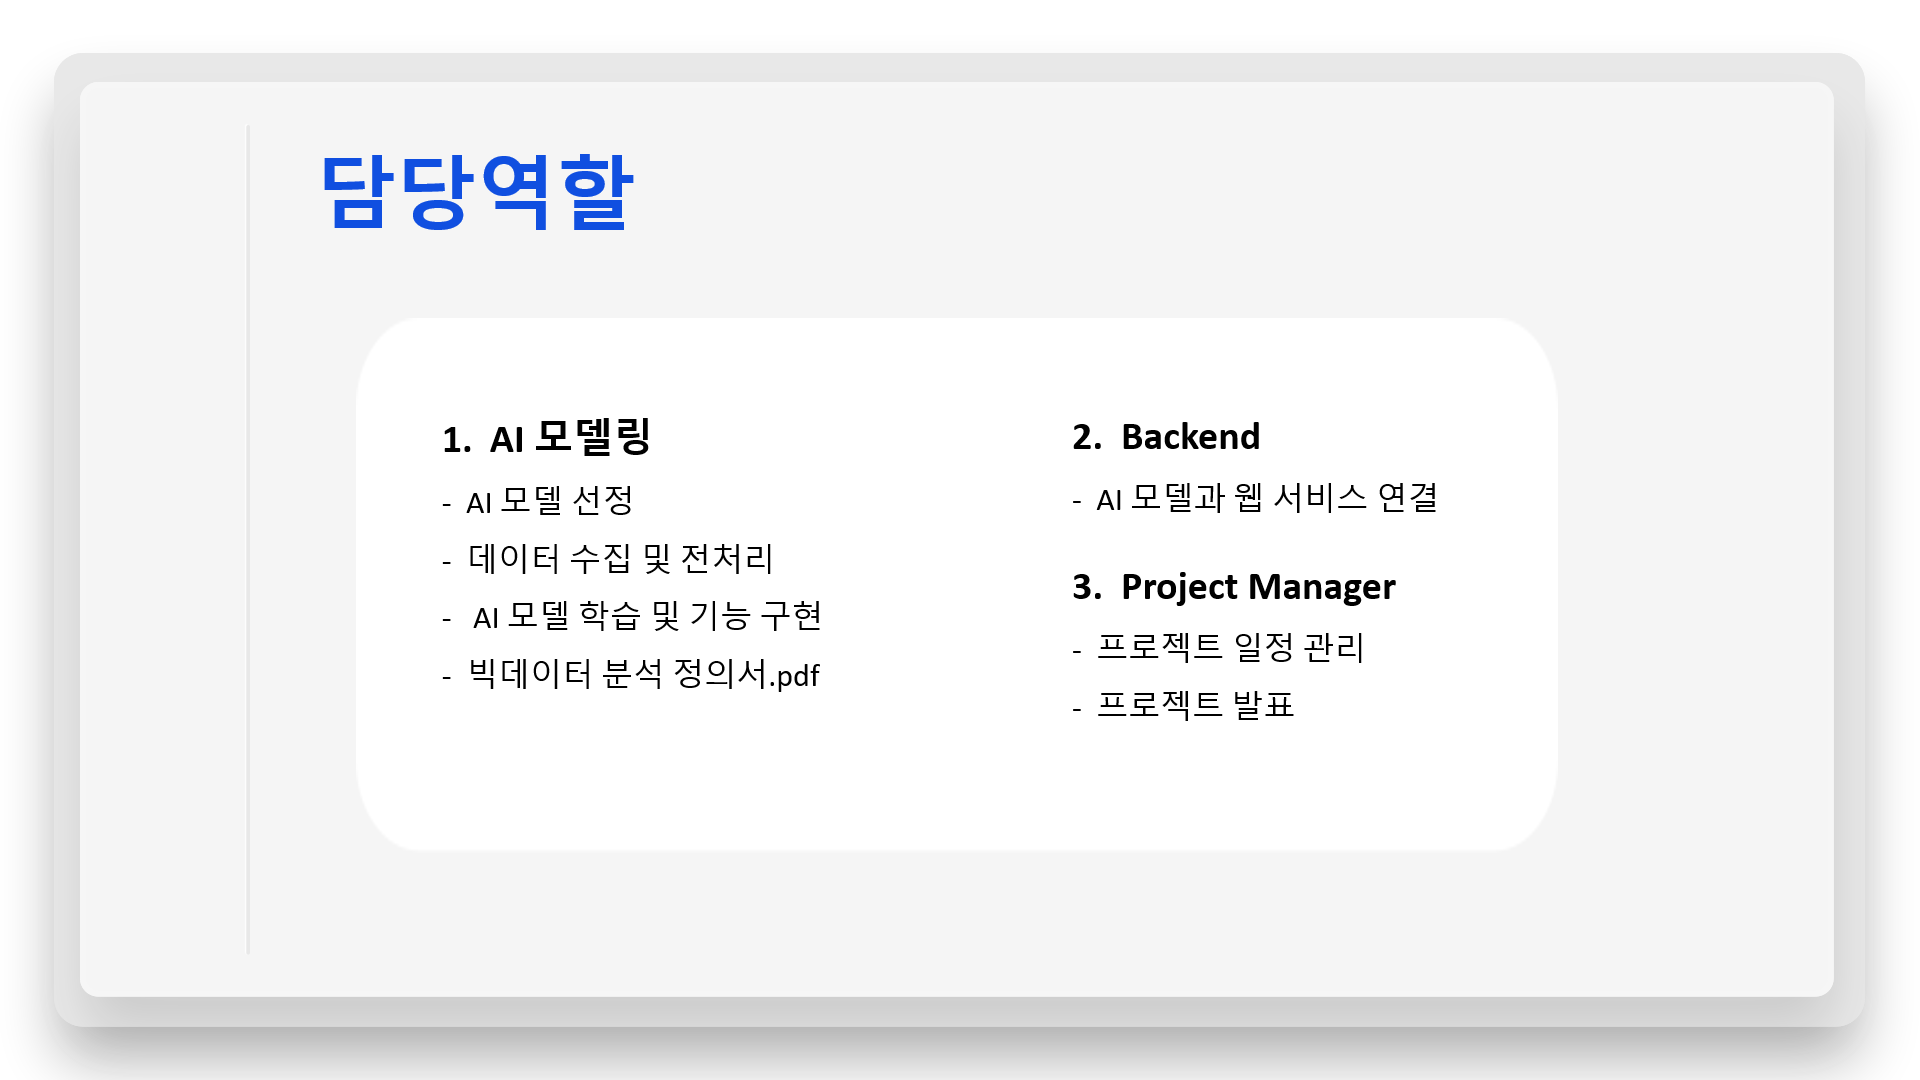 담당역할
1. AI 모델링
- AI 모델 선정
- 데이터 수집 및 전처리
- AI 모델 학습 및 기능 구현
- 빅데이터 분석 정의서.pdf
2. Backend
- AI 모델과 웹 서비스 연결
3. Project Manager
- 프로젝트 일정 관리
- 프로젝트 발표